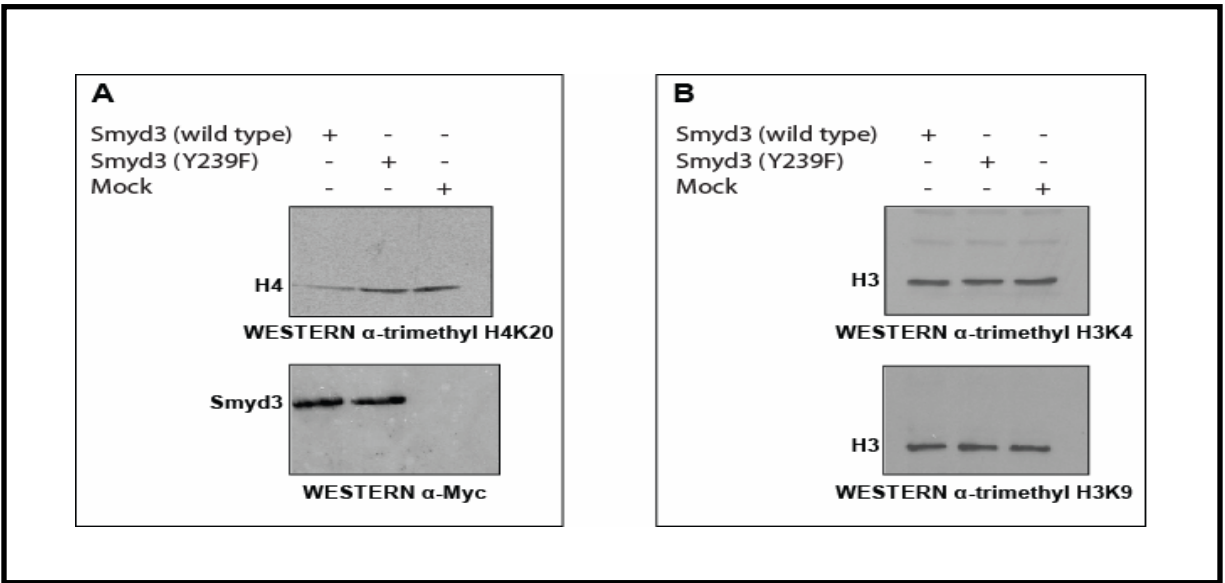 A
Smyd3 (wild type) + - -
Smyd3 (Y239F) - + -
Mock - - +
H4
WESTERN α-trimethyl H4K20
Smyd3
WESTERN α-Myc
B
Smyd3 (wild type) + - -
Smyd3 (Y239F) - + -
Mock - - +
H3
WESTERN α-trimethyl H3K4
H3
WESTERN α-trimethyl H3K9